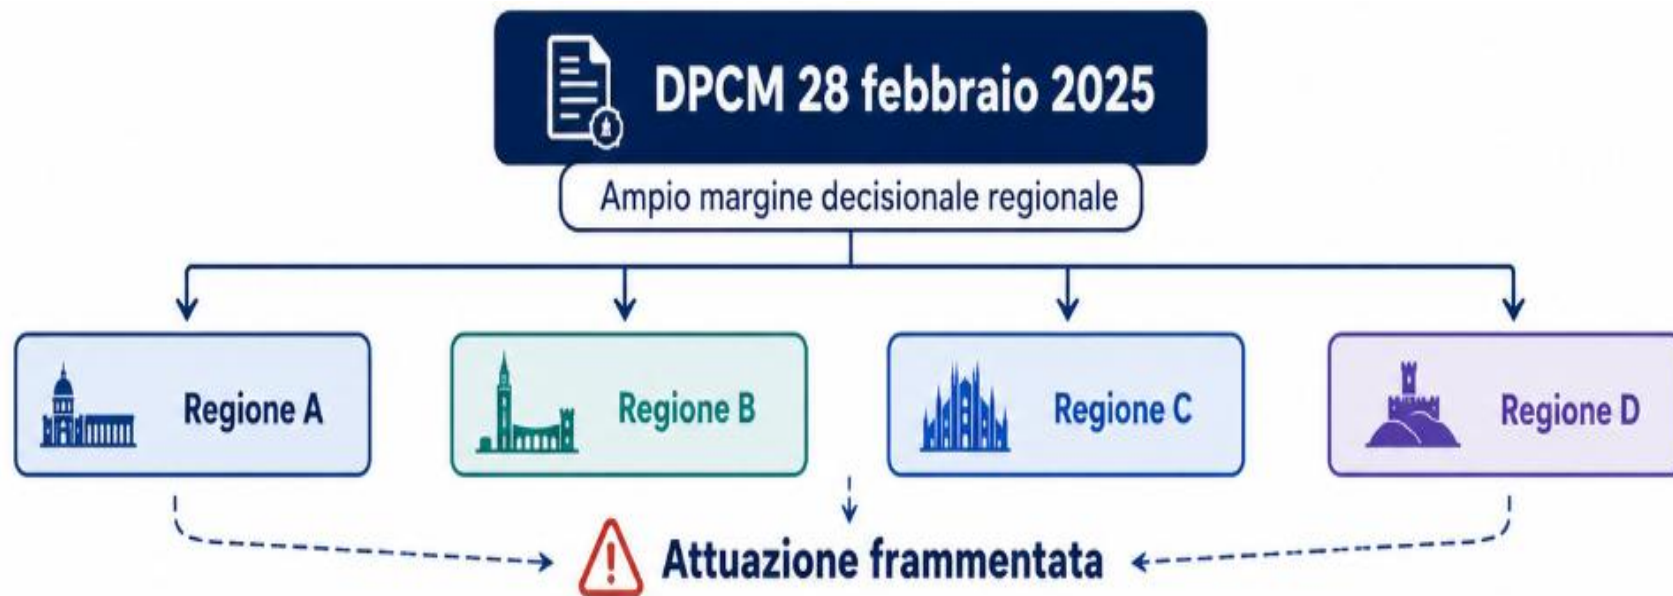 DPCM 28 febbraio 2025
Ampio margine decisionale regionale
Regione A
Regione B
Regione C
Regione D
Attuazione frammentata